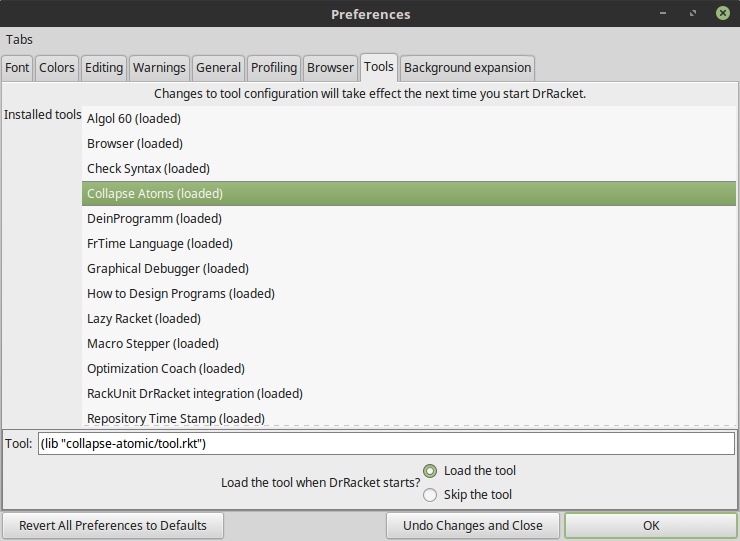 Preferences
Tabs
Font Colors Editing Warnings General Profiling Browser Tools Background expansion
Changes to tool configuration will take effect the next time you start DrRacket.
Installed tools
Algol 60 (loaded)
Browser (loaded)
Check Syntax (loaded)
Collapse Atoms (loaded)
DeinProgramm (loaded)
FrTime Language (loaded)
Graphical Debugger (loaded)
How to Design Programs (loaded)
Lazy Racket (loaded)
Macro Stepper (loaded)
Optimization Coach (loaded)
RackUnit DrRacket integration (loaded)
Repository Time Stamp (loaded)
Tool: (lib "collapse-atomic/tool.rkt")
Load the tool when DrRacket starts?
Load the tool
Skip the tool
Revert All Preferences to Defaults Undo Changes and Close OK